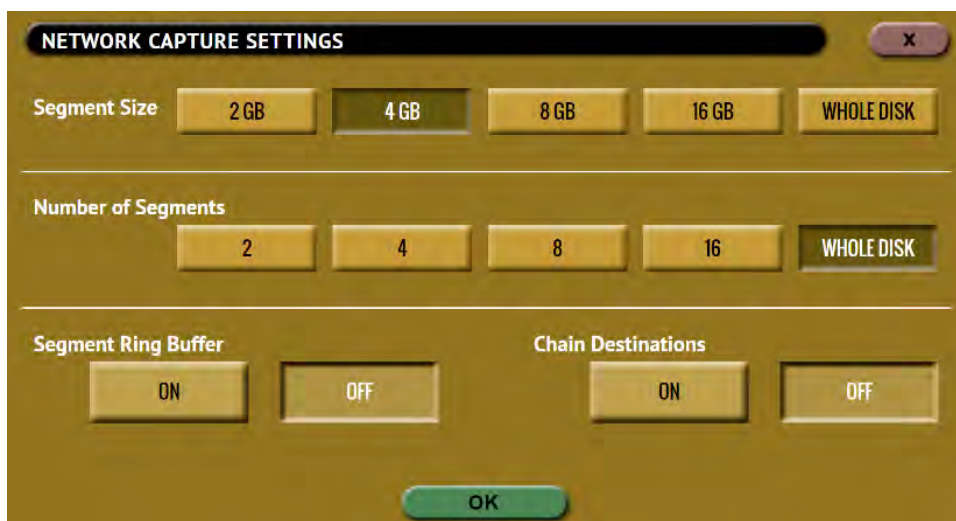 NETWORK CAPTURE SETTINGS X
Segment Size 2 GB 4 GB 8 GB 16 GB WHOLE DISK
Number of Segments
2 4 8 16 WHOLE DISK
Segment Ring Buffer Chain Destinations
ON OFF ON OFF
OK